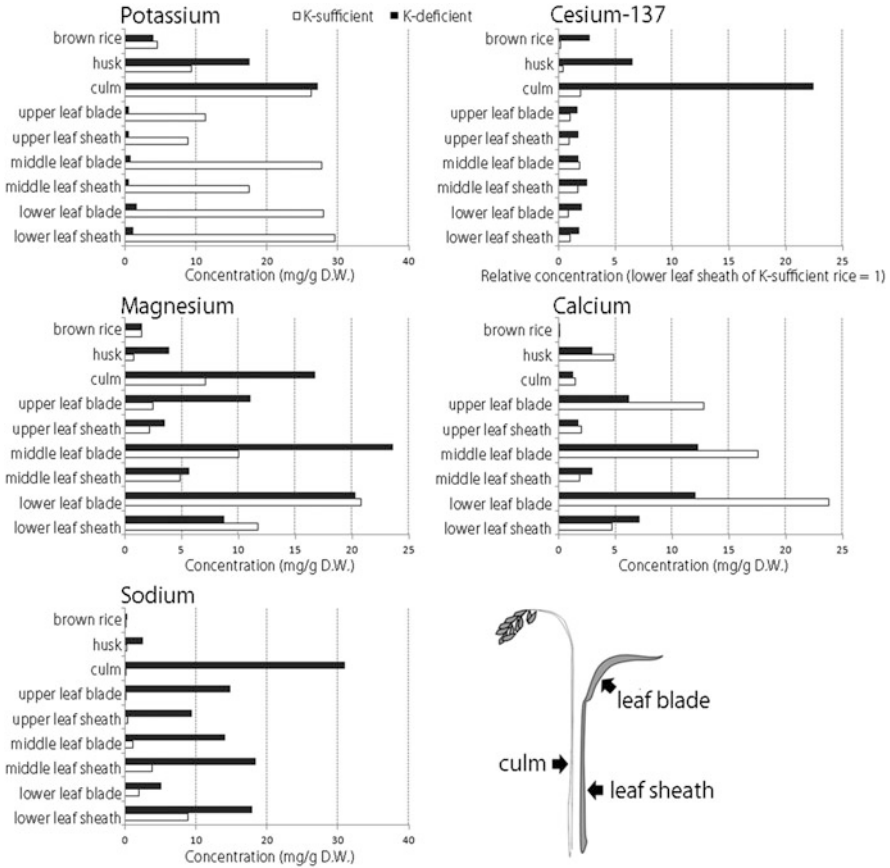 Potassium
K-sufficient K-deficient
brown rice
husk
culm
upper leaf blade
upper leaf sheath
middle leaf blade
middle leaf sheath
lower leaf blade
lower leaf sheath
0 10 20 30 40
Concentration (mg/g D.W.)
Cesium-137
brown rice
husk
culm
upper leaf blade
upper leaf sheath
middle leaf blade
middle leaf sheath
lower leaf blade
lower leaf sheath
0 5 10 15 20 25
Relative concentration (lower leaf sheath of K-sufficient rice = 1)
Magnesium
brown rice
husk
culm
upper leaf blade
upper leaf sheath
middle leaf blade
middle leaf sheath
lower leaf blade
lower leaf sheath
0 5 10 15 20 25
Concentration (mg/g D.W.)
Calcium
brown rice
husk
culm
upper leaf blade
upper leaf sheath
middle leaf blade
middle leaf sheath
lower leaf blade
lower leaf sheath
0 5 10 15 20 25
Concentration (mg/g D.W.)
Sodium
brown rice
husk
culm
upper leaf blade
upper leaf sheath
middle leaf blade
middle leaf sheath
lower leaf blade
lower leaf sheath
0 10 20 30 40
Concentration (mg/g D.W.)
leaf blade
culm
leaf sheath